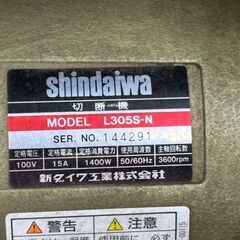 shindaiwa
切断機
MODEL L305S-N
SER. NO. 144291
定格電圧 定格電流 定格消費電力 使用周波数 主軸回転数
100V 15A 1400W 50/60Hz 3600rpm
新ダイワ工業株式会社
警告 注意